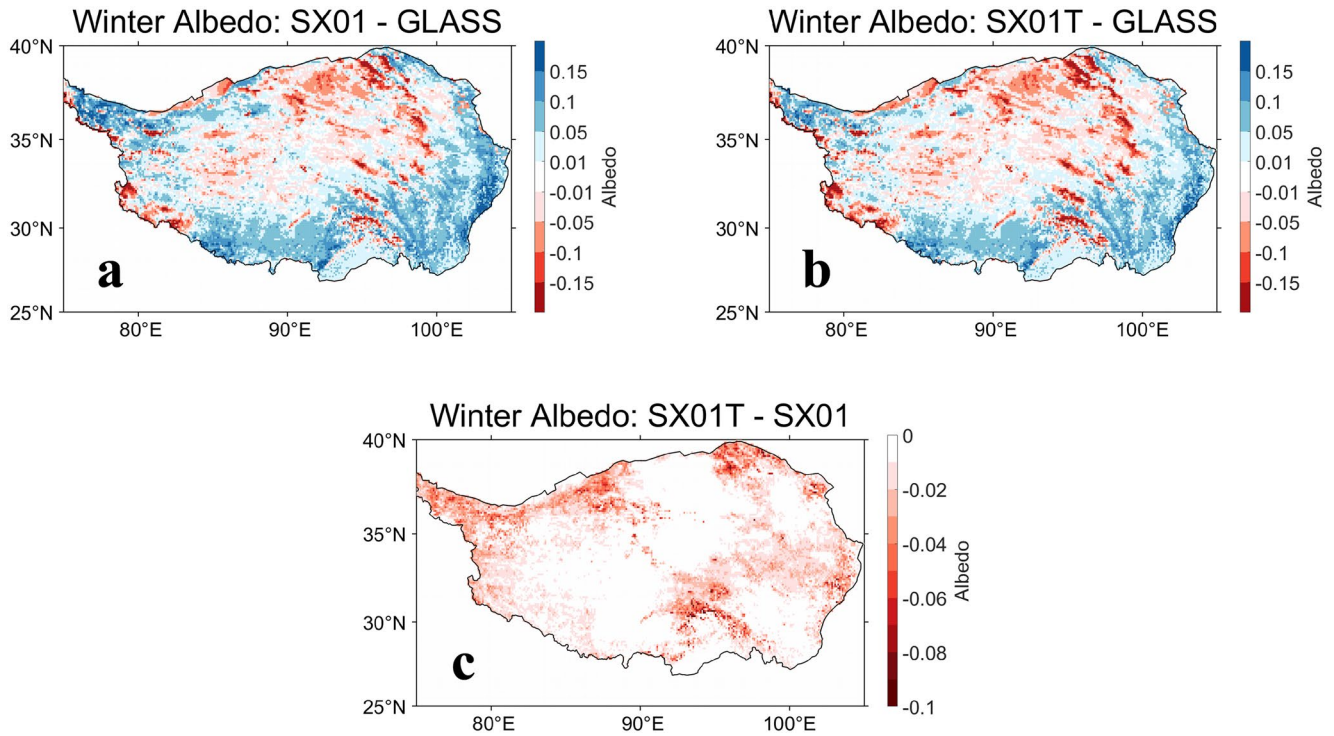 Winter Albedo: SX01 - GLASS
40°N
35°N
30°N
25°N
80°E
90°E
100°E
a
0.15
0.1
0.05
0.01
-0.01
-0.05
-0.1
-0.15
Albedo
Winter Albedo: SX01T - GLASS
40°N
35°N
30°N
25°N
80°E
90°E
100°E
b
0.15
0.1
0.05
0.01
-0.01
-0.05
-0.1
-0.15
Albedo
Winter Albedo: SX01T - SX01
40°N
35°N
30°N
25°N
80°E
90°E
100°E
c
0
-0.02
-0.04
-0.06
-0.08
-0.1
Albedo